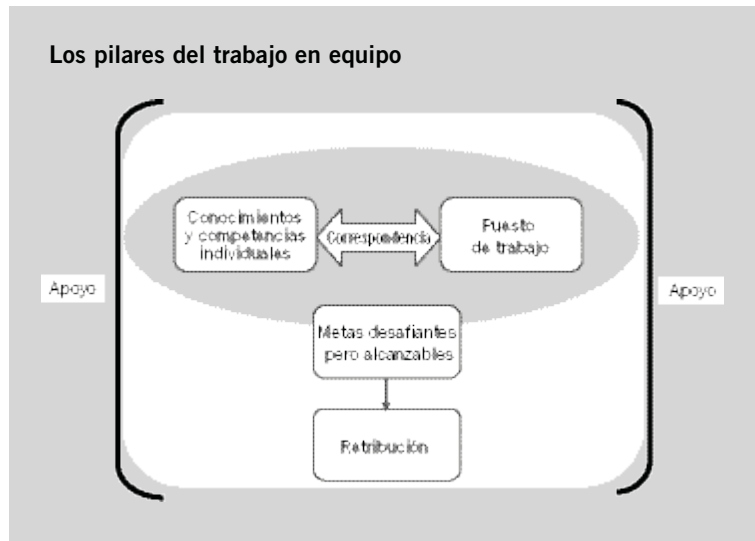 Los pilares del trabajo en equipo
Conocimientos
y competencias
individuales
Correspondencia
Puesto
de trabajo
Apoyo
Apoyo
Metas desafiantes
pero alcanzables
Retribución